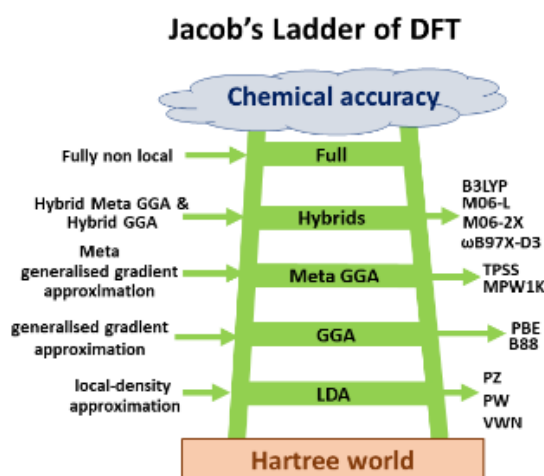 Jacob's Ladder of DFT
Chemical accuracy
Fully non local
Full
Hybrid Meta GGA &
Hybrid GGA
Hybrids
B3LYP
M06-L
M06-2X
ωB97X-D3
Meta
generalised gradient
approximation
Meta GGA
TPSS
MPW1K
generalised gradient
approximation
GGA
PBE
B88
local-density
approximation
LDA
PZ
PW
VWN
Hartree world